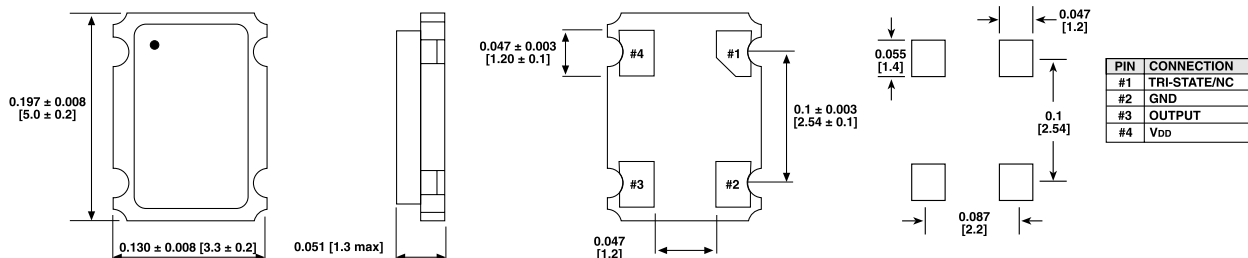 0.197 ± 0.008
[5.0 ± 0.2]
0.130 ± 0.008 [3.3 ± 0.2]
0.051 [1.3 max]
0.047 ± 0.003
[1.20 ± 0.1]
#4
#1
#3
#2
0.1 ± 0.003
[2.54 ± 0.1]
0.047
[1.2]
0.055
[1.4]
0.047
[1.2]
0.1
[2.54]
0.087
[2.2]
PIN CONNECTION
#1 TRI-STATE/NC
#2 GND
#3 OUTPUT
#4 VDD